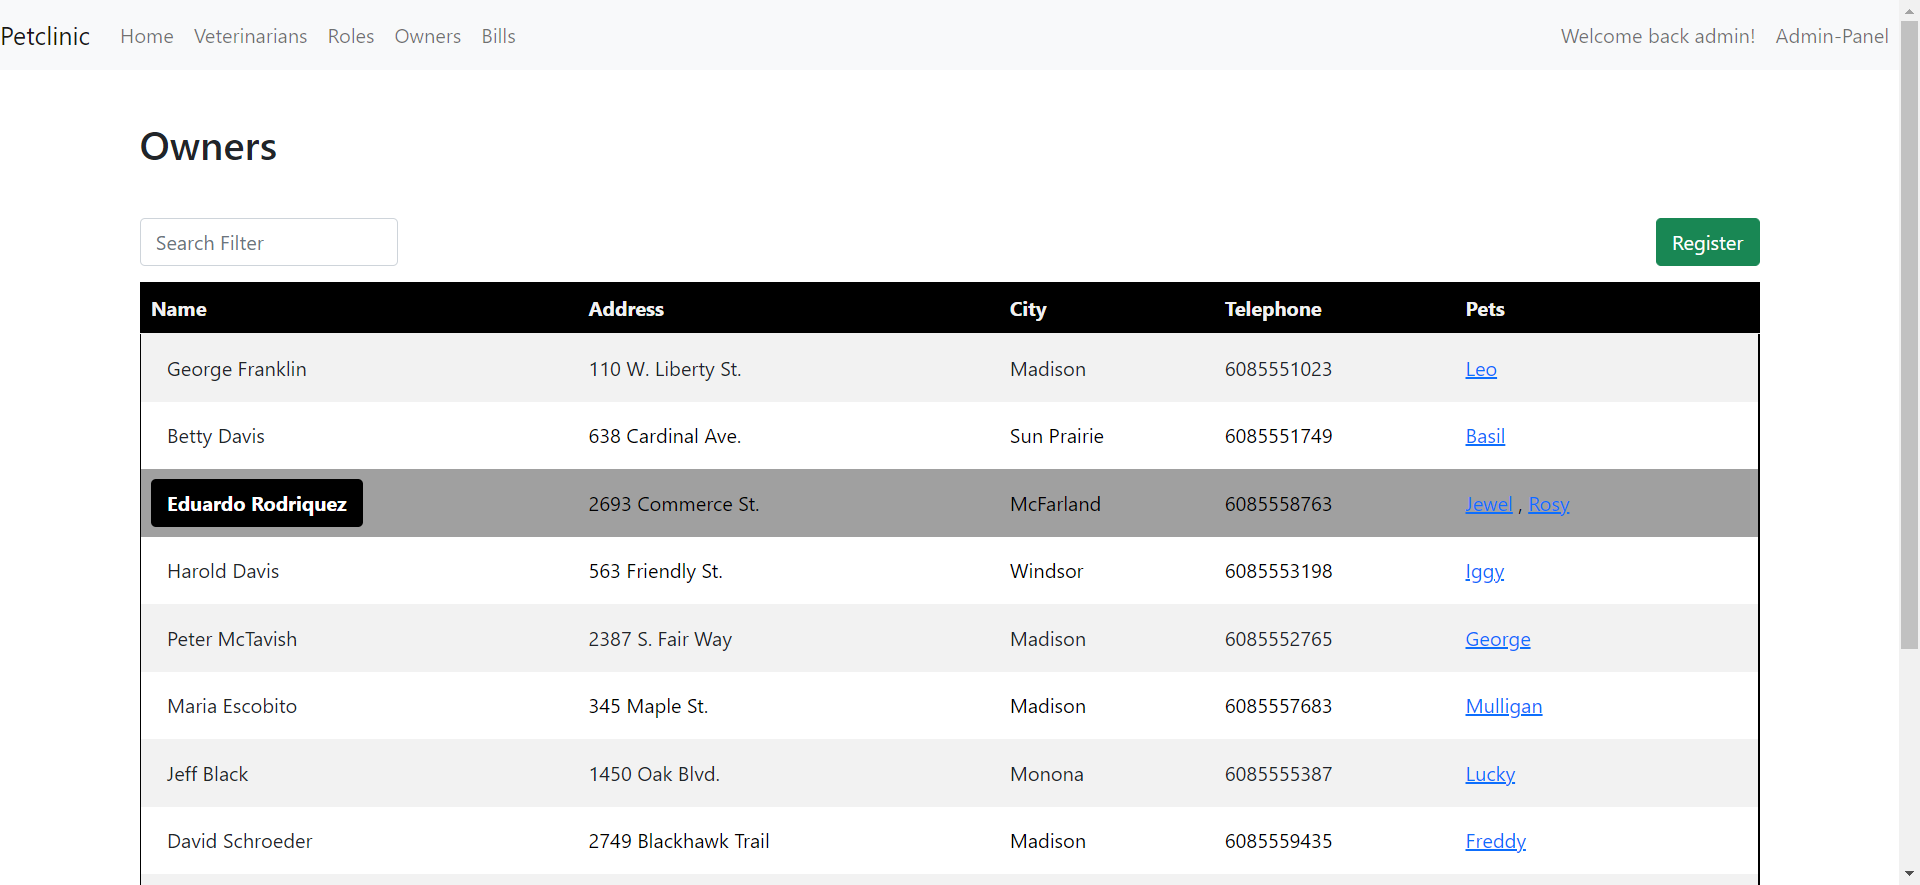 Petclinic Home Veterinarians Roles Owners Bills Welcome back admin! Admin-Panel
Owners
Search Filter Register
Name Address City Telephone Pets
George Franklin 110 W. Liberty St. Madison 6085551023 Leo
Betty Davis 638 Cardinal Ave. Sun Prairie 6085551749 Basil
Eduardo Rodriquez 2693 Commerce St. McFarland 6085558763 Jewel , Rosy
Harold Davis 563 Friendly St. Windsor 6085553198 Iggy
Peter McTavish 2387 S. Fair Way Madison 6085552765 George
Maria Escobito 345 Maple St. Madison 6085557683 Mulligan
Jeff Black 1450 Oak Blvd. Monona 6085555387 Lucky
David Schroeder 2749 Blackhawk Trail Madison 6085559435 Freddy